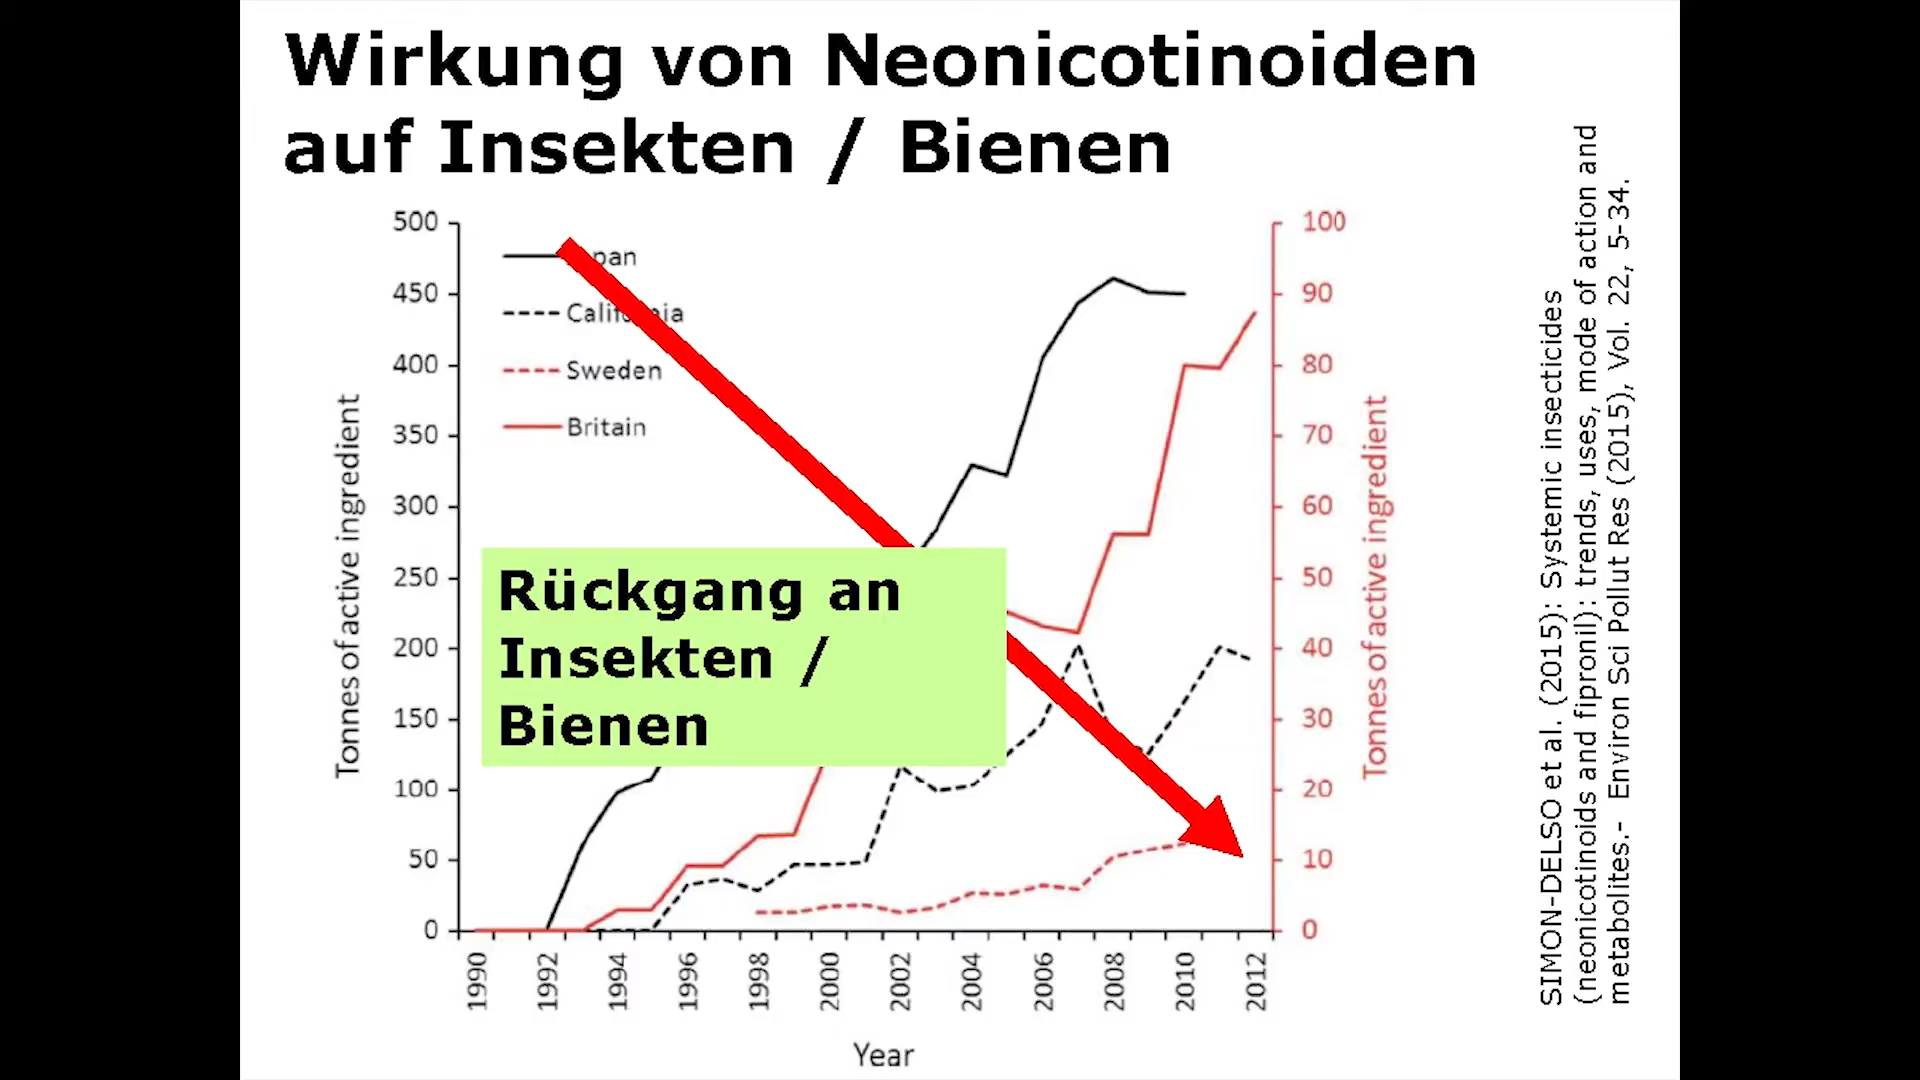 Wirkung von Neonicotinoiden
auf Insekten / Bienen
500
450
400
350
300
250
200
150
100
50
0
Tonnes of active ingredient
pan
California
Sweden
Britain
Rückgang an
Insekten /
Bienen
100
90
80
70
60
50
40
30
20
10
0
Tonnes of active ingredient
1990
1992
1994
1996
1998
2000
2002
2004
2006
2008
2010
2012
Year
SIMON-DELSO et al. (2015): Systemic insecticides
(neonicotinoids and fipronil): trends, uses, mode of action and
metabolites.- Environ Sci Pollut Res (2015), Vol. 22, 5-34.